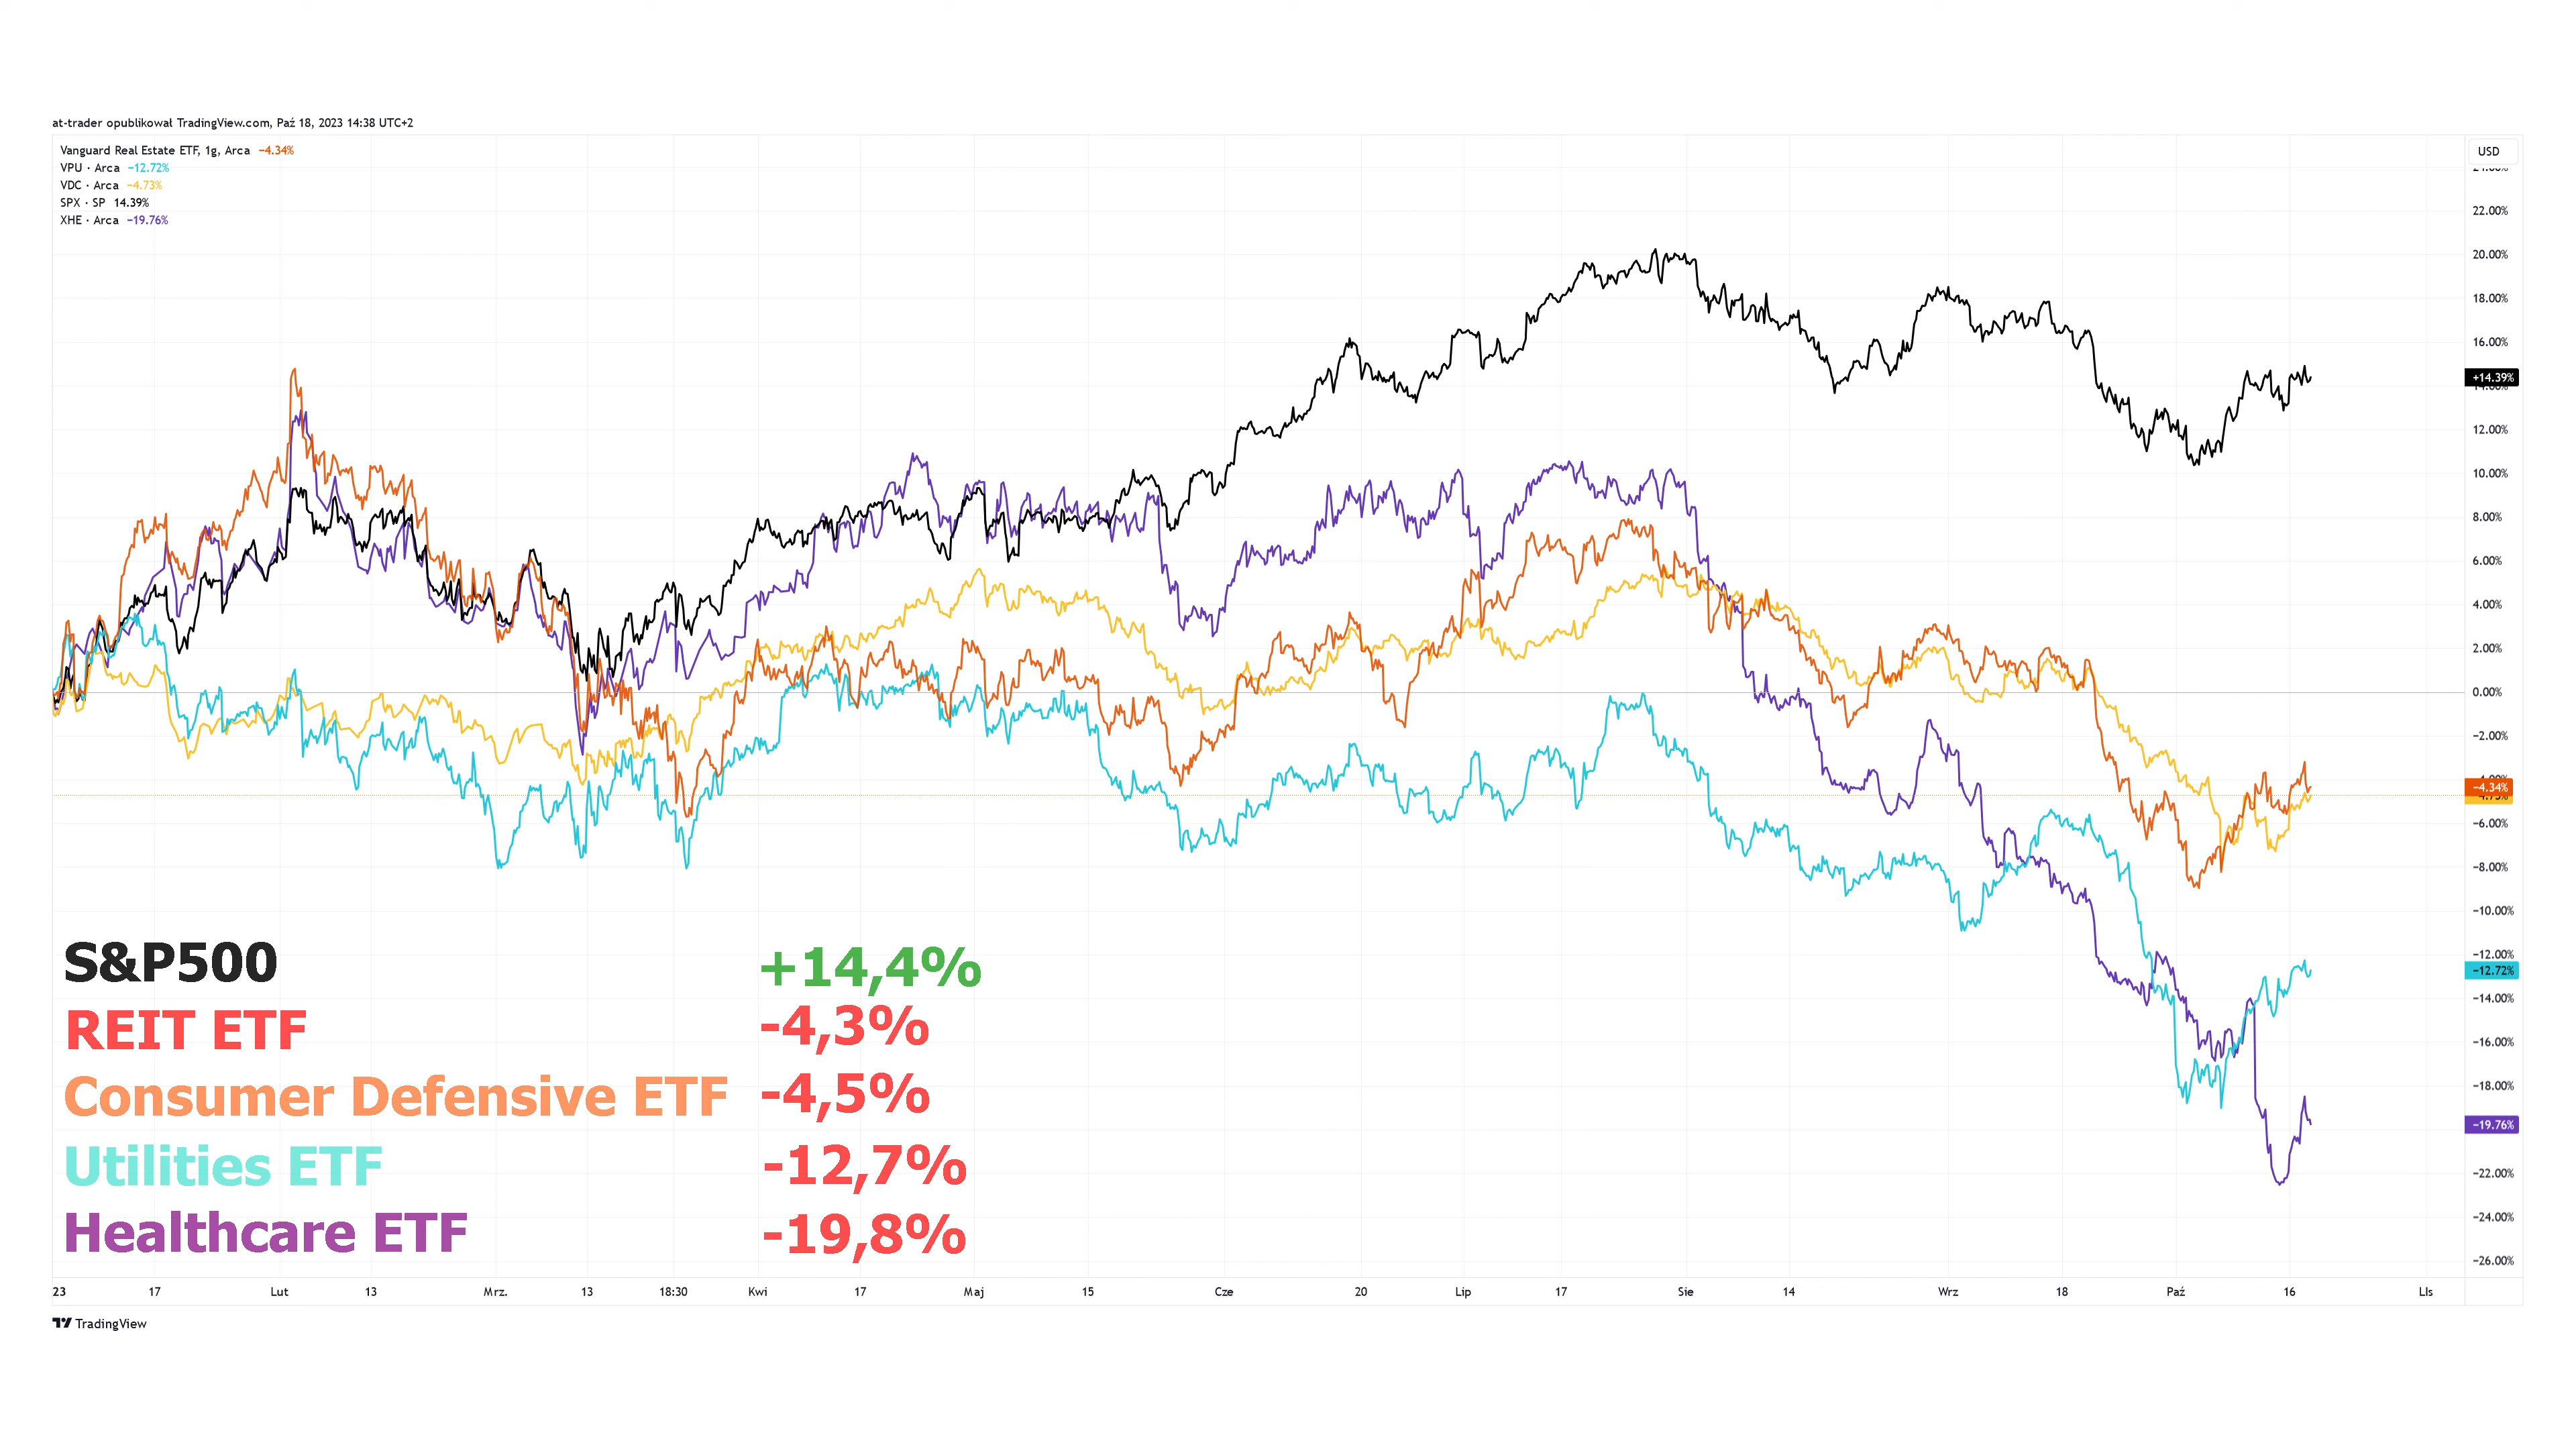 at-trader opublikował TradingView.com, Paź 18, 2023 14:38 UTC+2
Vanguard Real Estate ETF, 1g, Arca −4.34%
VPU · Arca −12.72%
VDC · Arca −4.73%
SPX · SP 14.39%
XHE · Arca −19.76%
USD
22.00%
20.00%
18.00%
16.00%
+14.39%
12.00%
10.00%
8.00%
6.00%
4.00%
2.00%
0.00%
−2.00%
−4.34%
−6.00%
−8.00%
−10.00%
−12.00%
−12.72%
−14.00%
−16.00%
−18.00%
−19.76%
−22.00%
−24.00%
−26.00%
S&P500 +14,4%
REIT ETF -4,3%
Consumer Defensive ETF -4,5%
Utilities ETF -12,7%
Healthcare ETF -19,8%
23 17 Lut 13 Mrz. 13 18:30 Kwi 17 Maj 15 Cze 20 Lip 17 Sie 14 Wrz 18 Paź 16 Lis
TradingView